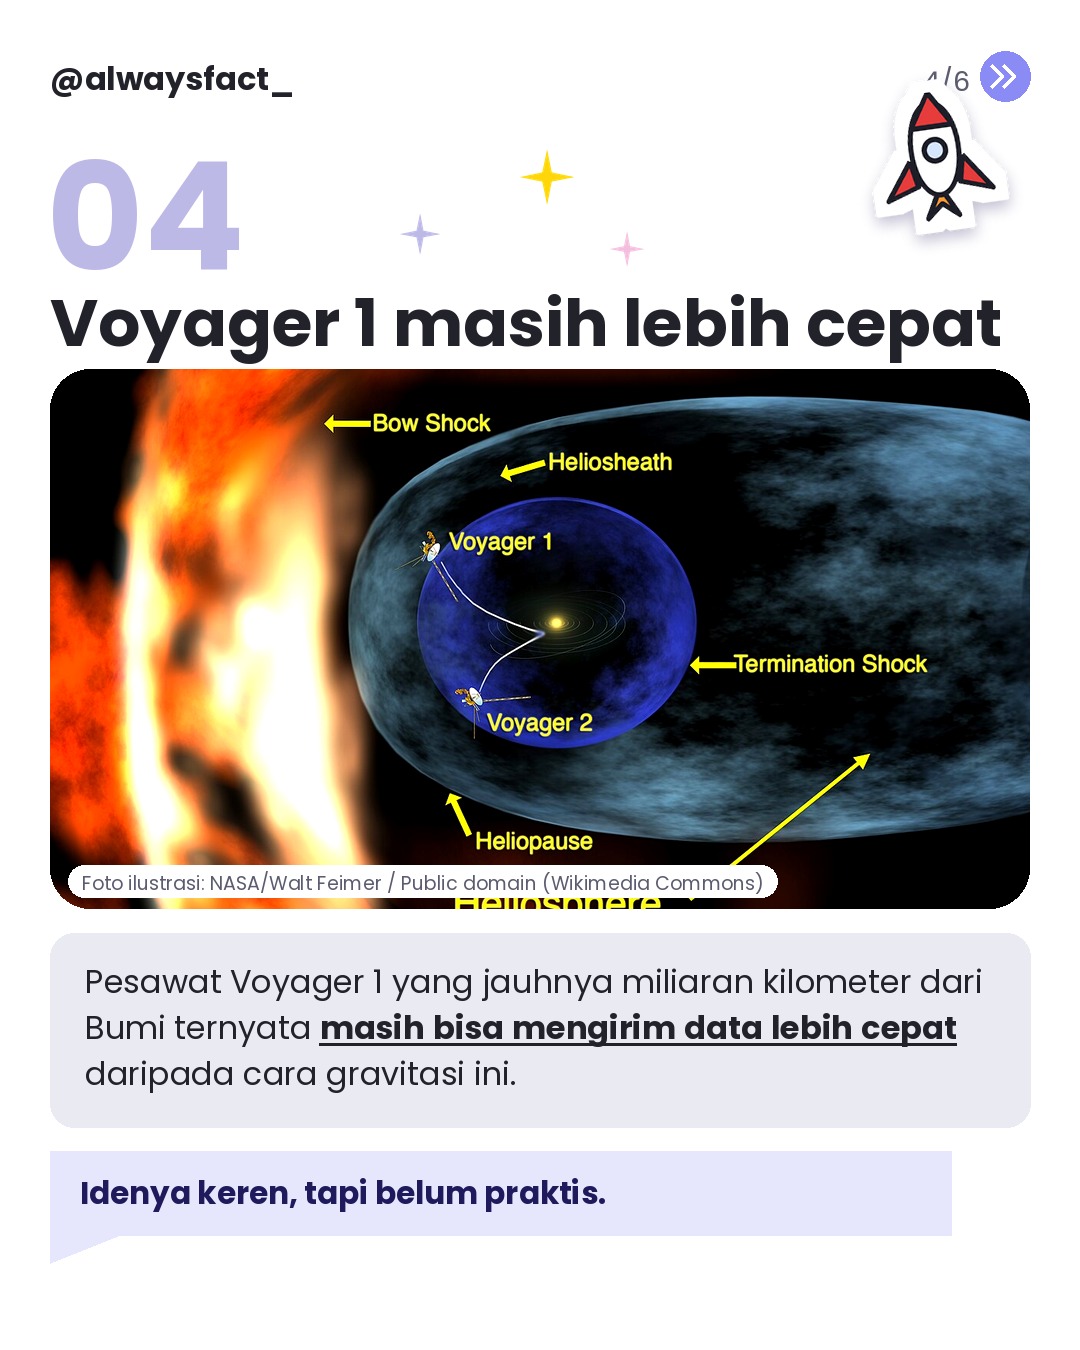 @alwaysfact_
4/6
04
Voyager 1 masih lebih cepat
Bow Shock
Heliosheath
Voyager 1
Termination Shock
Voyager 2
Heliopause
Foto ilustrasi: NASA/Walt Feimer / Public domain (Wikimedia Commons)
Heliosphere
Pesawat Voyager 1 yang jauhnya miliaran kilometer dari
Bumi ternyata masih bisa mengirim data lebih cepat
daripada cara gravitasi ini.
Idenya keren, tapi belum praktis.